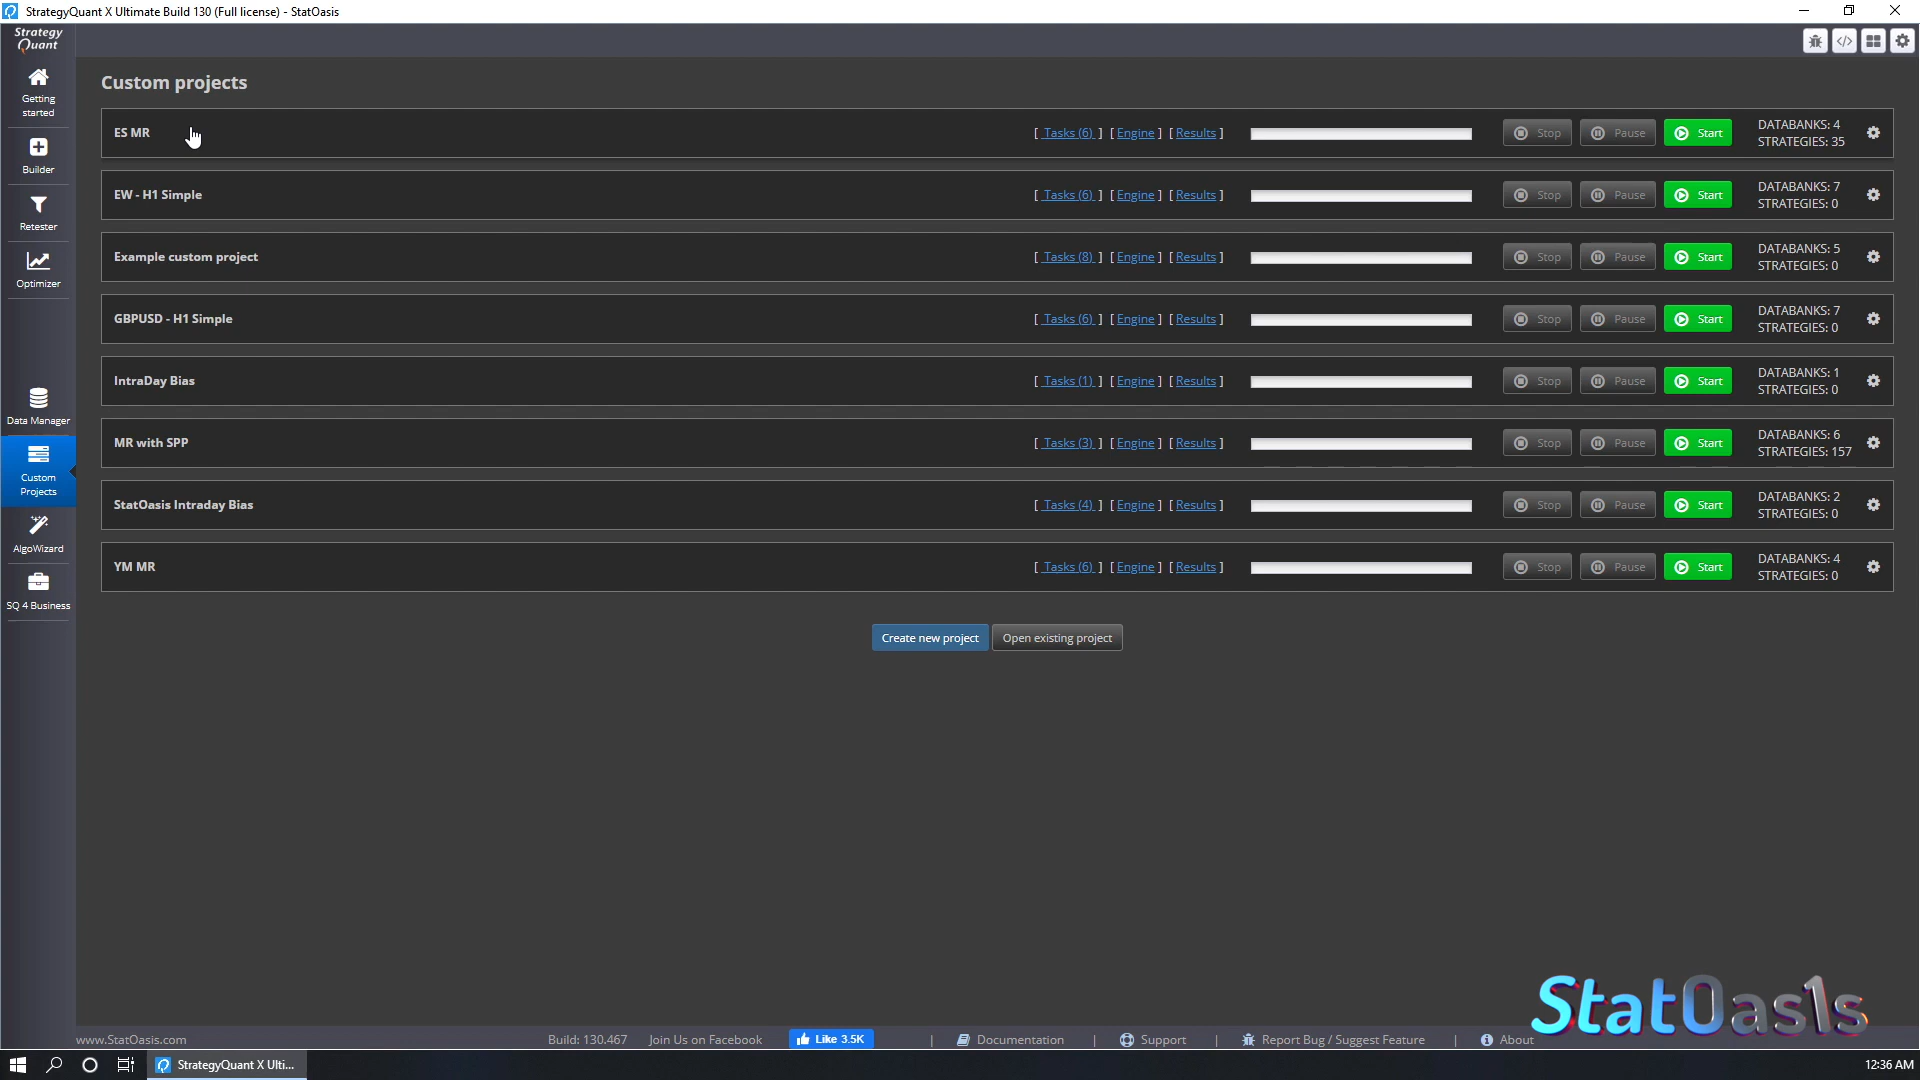 StrategyQuant X Ultimate Build 130 (Full license) - StatOasis
Strategy
Quant
Getting
started
Builder
Retester
Optimizer
Data Manager
Custom
Projects
AlgoWizard
SQ 4 Business
Custom projects
ES MR [ Tasks (6) ] [ Engine ] [ Results ] Stop Pause Start DATABANKS: 4
STRATEGIES: 35
EW - H1 Simple [ Tasks (6) ] [ Engine ] [ Results ] Stop Pause Start DATABANKS: 7
STRATEGIES: 0
Example custom project [ Tasks (8) ] [ Engine ] [ Results ] Stop Pause Start DATABANKS: 5
STRATEGIES: 0
GBPUSD - H1 Simple [ Tasks (6) ] [ Engine ] [ Results ] Stop Pause Start DATABANKS: 7
STRATEGIES: 0
IntraDay Bias [ Tasks (1) ] [ Engine ] [ Results ] Stop Pause Start DATABANKS: 1
STRATEGIES: 0
MR with SPP [ Tasks (3) ] [ Engine ] [ Results ] Stop Pause Start DATABANKS: 6
STRATEGIES: 157
StatOasis Intraday Bias [ Tasks (4) ] [ Engine ] [ Results ] Stop Pause Start DATABANKS: 2
STRATEGIES: 0
YM MR [ Tasks (6) ] [ Engine ] [ Results ] Stop Pause Start DATABANKS: 4
STRATEGIES: 0
Create new project Open existing project
StatOas1s
www.StatOasis.com Build: 130.467 Join Us on Facebook Like 3.5K | Documentation | Support | Report Bug / Suggest Feature | About
StrategyQuant X Ulti... 12:36 AM